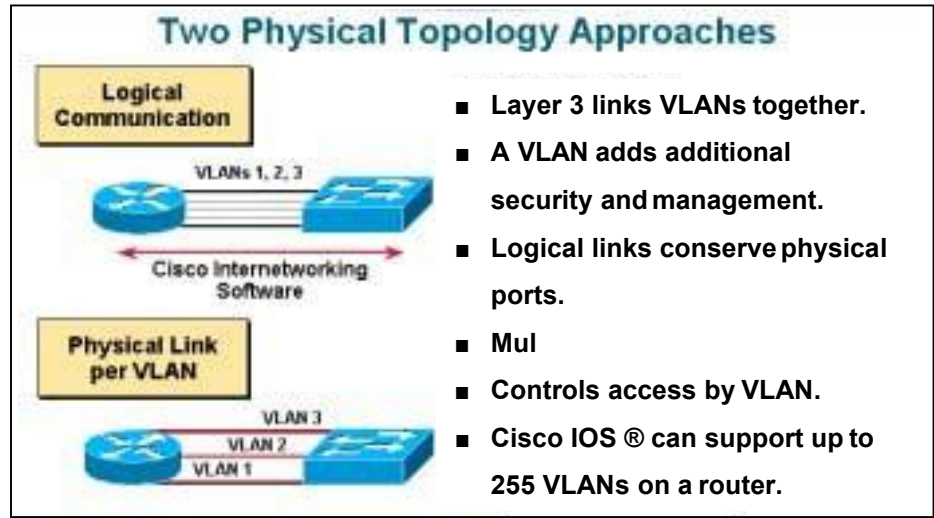 Two Physical Topology Approaches
Logical
Communication
VLANs 1, 2, 3
Cisco Internetworking
Software
Physical Link
per VLAN
VLAN 3
VLAN 2
VLAN 1
■ Layer 3 links VLANs together.
■ A VLAN adds additional
security and management.
■ Logical links conserve physical
ports.
■ Mul
■ Controls access by VLAN.
■ Cisco IOS ® can support up to
255 VLANs on a router.